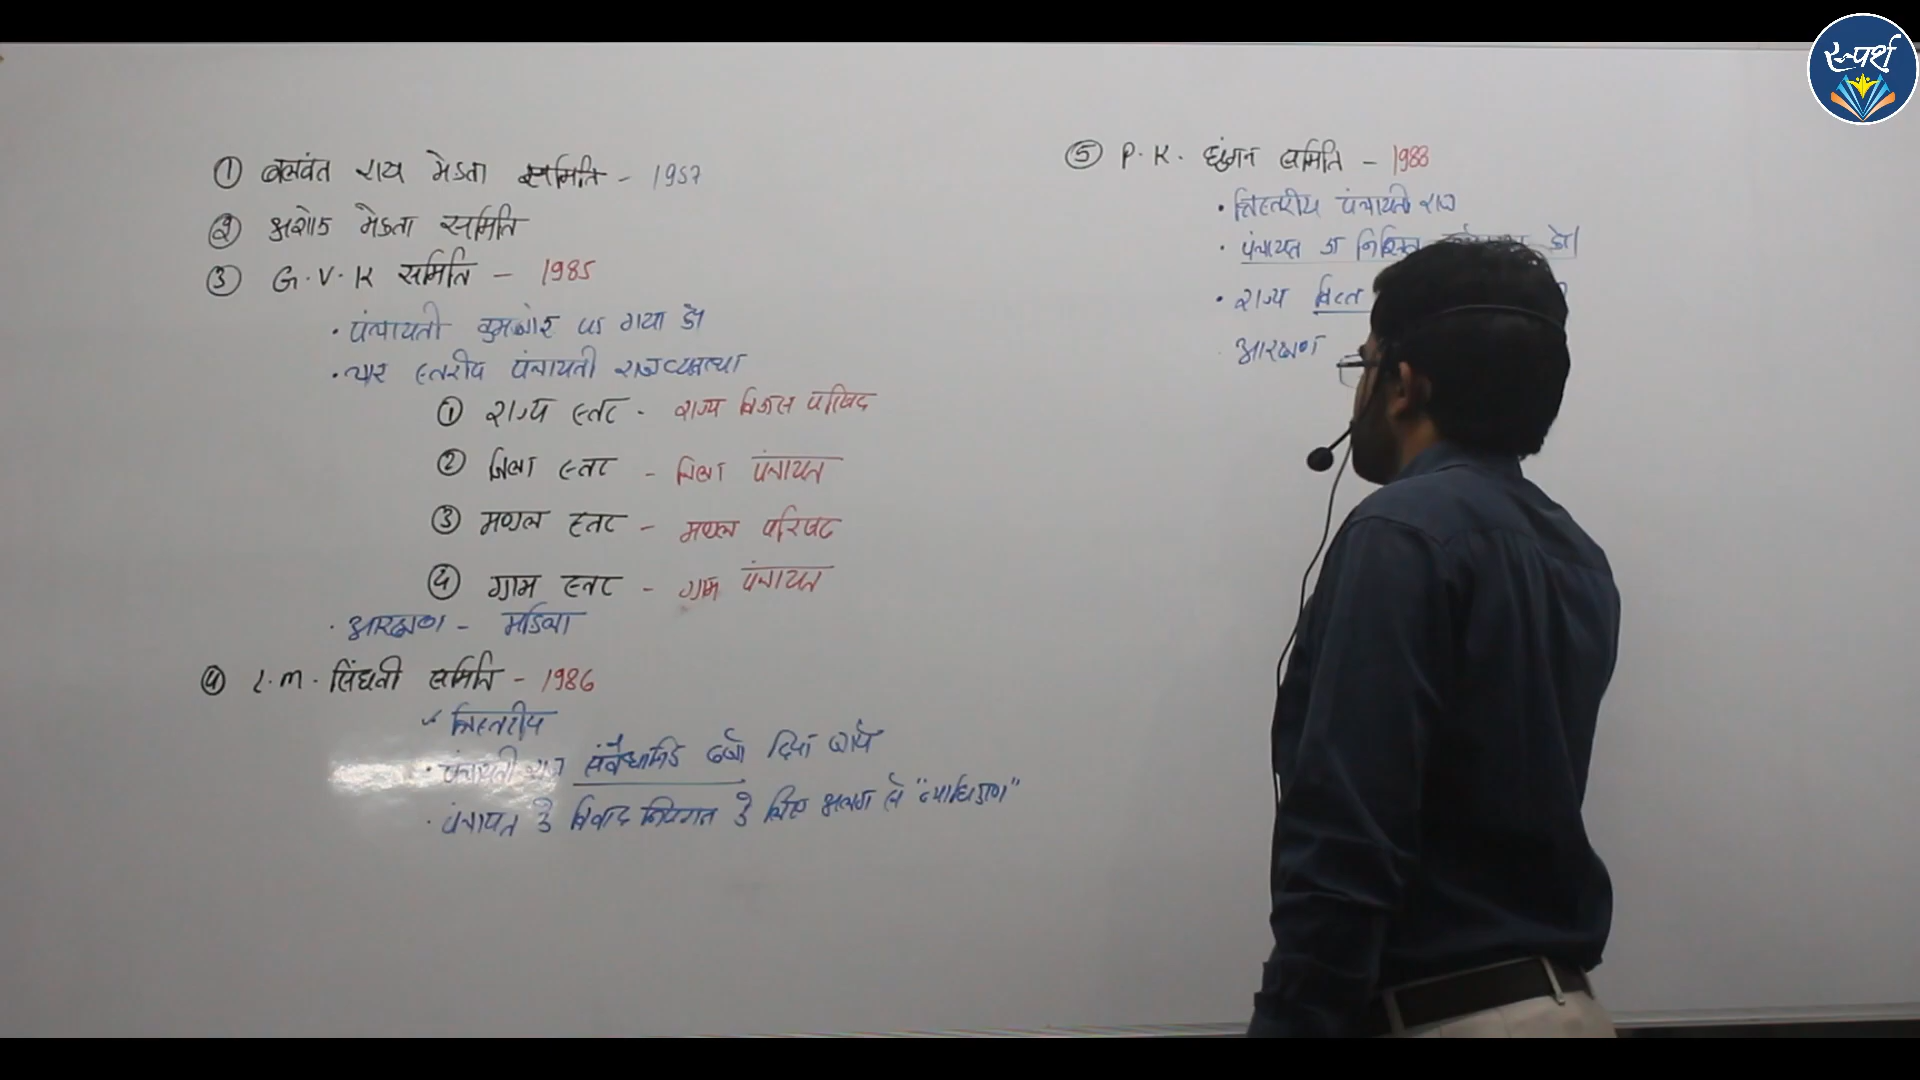 स्पर्श
① बलवंत राय मेहता समिति - 1957
② अशोक मेहता समिति
③ G.V.K समिति - 1985
· पंचायती कमजोर पड गया है
· चार स्तरीय पंचायती राजव्यवस्था
① राज्य स्तर - राज्य विकास परिषद
② जिला स्तर - जिला पंचायत
③ मण्डल स्तर - मण्डल परिषद
④ ग्राम स्तर - ग्राम पंचायत
· आरक्षण - महिला
④ L.M. सिंघवी समिति - 1986
त्रिस्तरीय
· पंचायती राज संवैधानिक दर्जा दिया जाये
· पंचायत के विवाद के लिए अलग से "न्यायधिकरण"
⑤ P.K. थुंगन समिति - 1988
· त्रिस्तरीय पंचायती राज
· पंचायत का निश्चित हो।
· राज्य वित्त
· आरक्षण